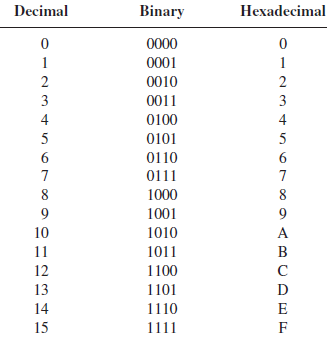 Decimal Binary Hexadecimal
0 0000 0
1 0001 1
2 0010 2
3 0011 3
4 0100 4
5 0101 5
6 0110 6
7 0111 7
8 1000 8
9 1001 9
10 1010 A
11 1011 B
12 1100 C
13 1101 D
14 1110 E
15 1111 F